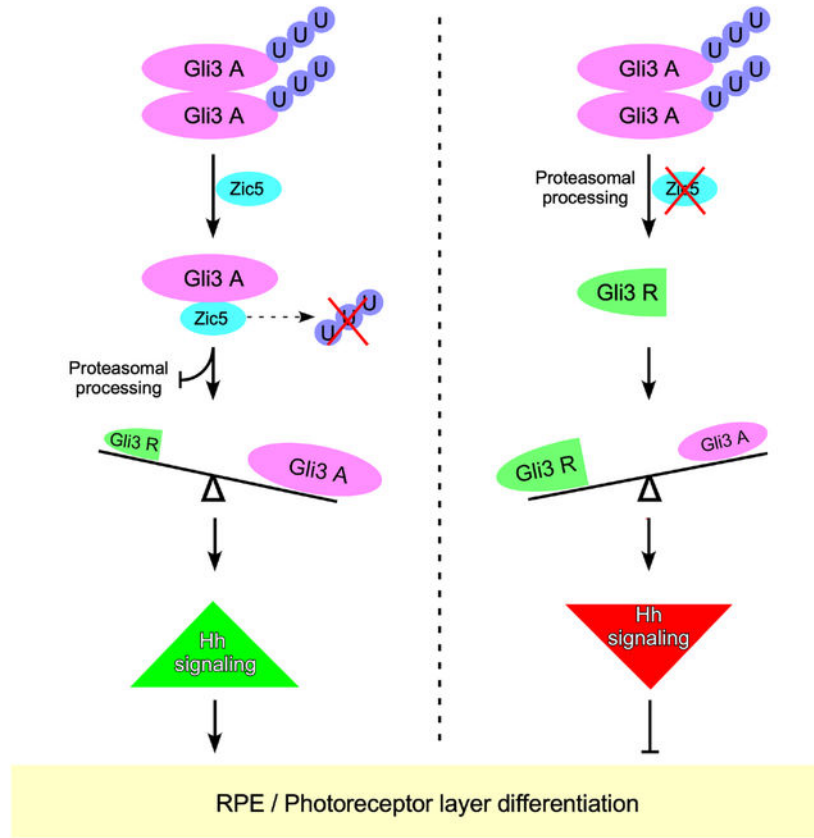 U U U
Gli3 A
U U U
Gli3 A
Zic5
Gli3 A
Zic5
U U U
Proteasomal
processing
Gli3 R
Gli3 A
Hh
signaling
U U U
Gli3 A
U U U
Gli3 A
Proteasomal
processing
Zic5
Gli3 R
Gli3 R
Gli3 A
Hh
signaling
RPE / Photoreceptor layer differentiation